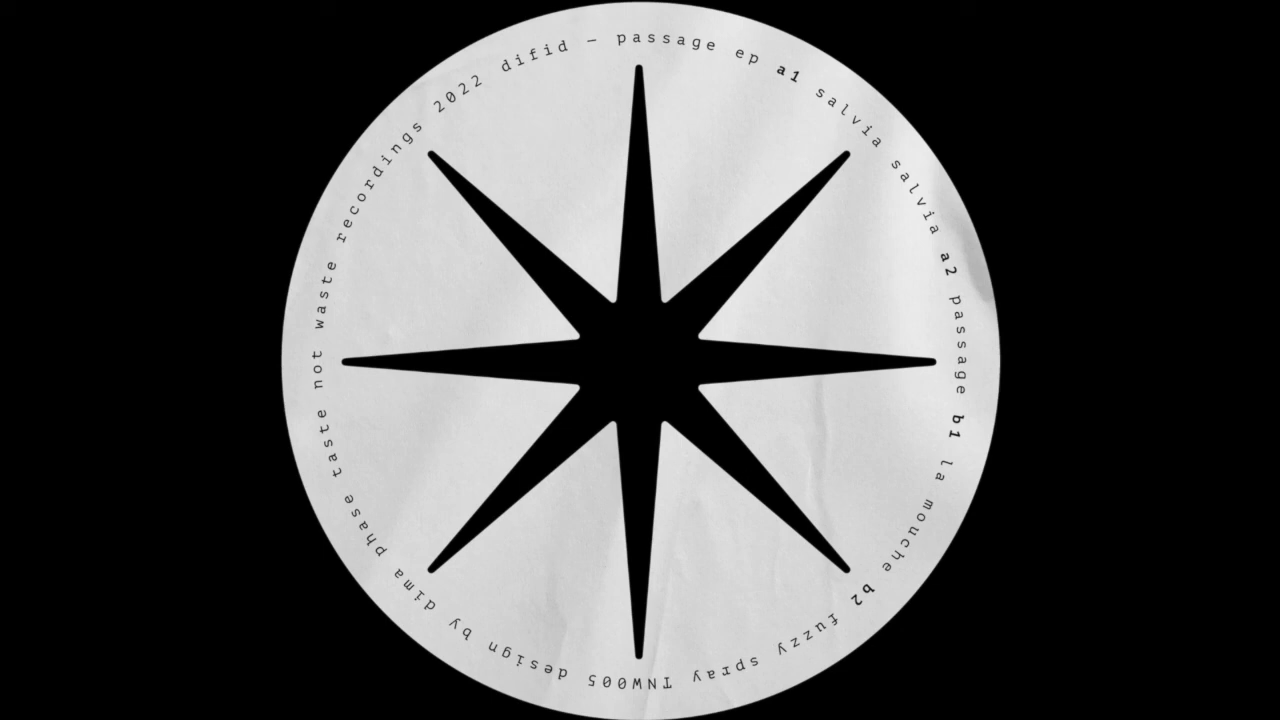 difid – passage ep a1 salvia salvia a2 passage b1 la mouche b2 fuzzy spray TNW005 design by dima phase taste not waste recordings 2022